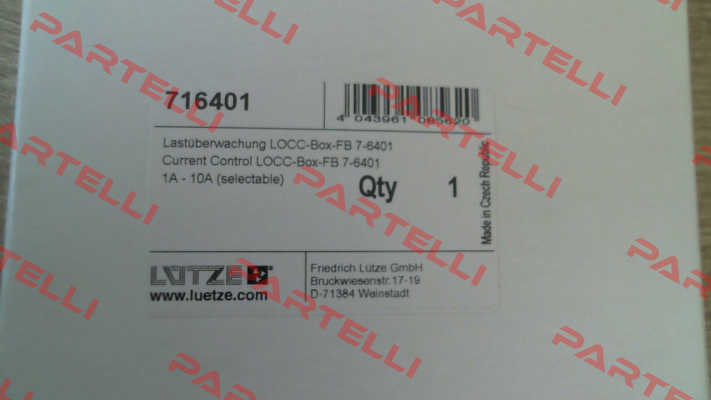 716401
4 043961 085620
Lastüberwachung LOCC-Box-FB 7-6401
Current Control LOCC-Box-FB 7-6401
1A - 10A (selectable)
Qty 1
Made in Czech Republic
LÜTZE
www.luetze.com
Friedrich Lütze GmbH
Bruckwiesenstr.17-19
D-71384 Weinstadt
PARTELLI
PARTELLI
PARTELLI
PARTELLI
PARTELLI
PARTELLI
PARTELLI
PARTELLI
PARTELLI